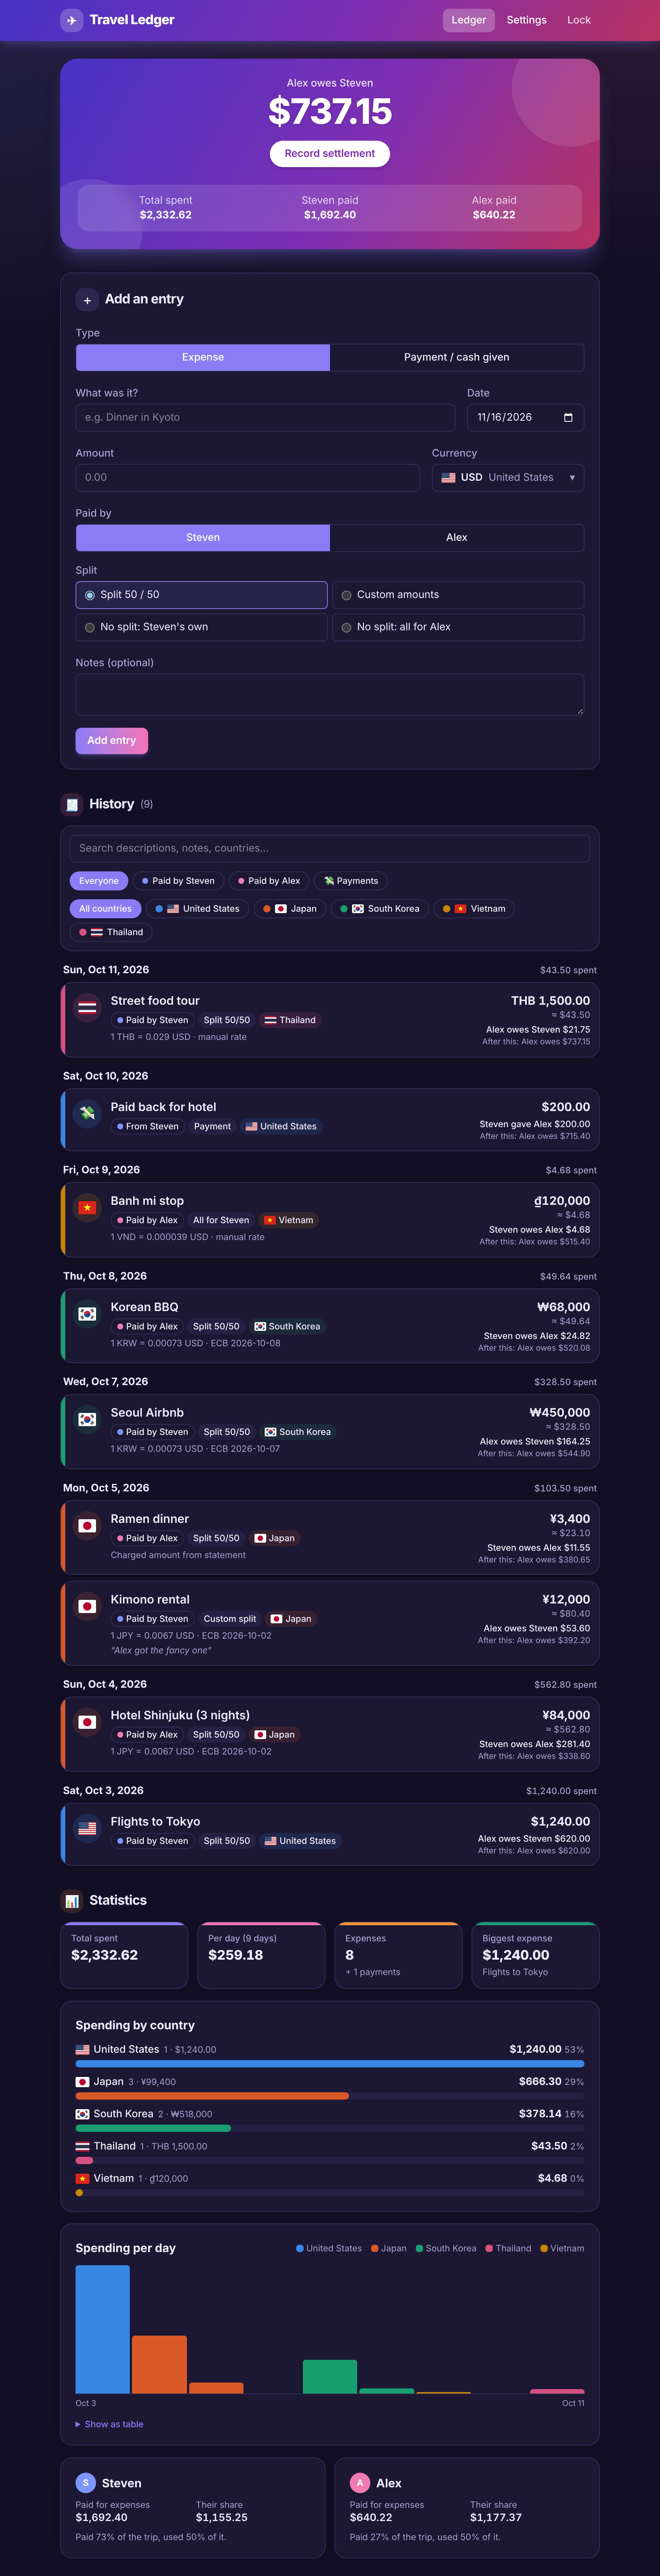 Travel Ledger
Ledger Settings Lock
Alex owes Steven
$737.15
Record settlement
Total spent Steven paid Alex paid
$2,332.62 $1,692.40 $640.22
+ Add an entry
Type
Expense Payment / cash given
What was it? Date
e.g. Dinner in Kyoto 11/16/2026
Amount Currency
0.00 USD United States
Paid by
Steven Alex
Split
Split 50 / 50 Custom amounts
No split: Steven's own No split: all for Alex
Notes (optional)
Add entry
History (9)
Search descriptions, notes, countries...
Everyone Paid by Steven Paid by Alex Payments
All countries United States Japan South Korea Vietnam
Thailand
Sun, Oct 11, 2026 $43.50 spent
Street food tour THB 1,500.00
≈ $43.50
Paid by Steven Split 50/50 Thailand
Alex owes Steven $21.75
1 THB = 0.029 USD · manual rate
After this: Alex owes $737.15
Sat, Oct 10, 2026
Paid back for hotel $200.00
From Steven Payment United States
Steven gave Alex $200.00
After this: Alex owes $715.40
Fri, Oct 9, 2026 $4.68 spent
Banh mi stop ₫120,000
≈ $4.68
Paid by Alex All for Steven Vietnam
Steven owes Alex $4.68
1 VND = 0.000039 USD · manual rate
After this: Alex owes $515.40
Thu, Oct 8, 2026 $49.64 spent
Korean BBQ ₩68,000
≈ $49.64
Paid by Alex Split 50/50 South Korea
Steven owes Alex $24.82
1 KRW = 0.00073 USD · ECB 2026-10-08
After this: Alex owes $520.08
Wed, Oct 7, 2026 $328.50 spent
Seoul Airbnb ₩450,000
≈ $328.50
Paid by Steven Split 50/50 South Korea
Alex owes Steven $164.25
1 KRW = 0.00073 USD · ECB 2026-10-07
After this: Alex owes $544.90
Mon, Oct 5, 2026 $103.50 spent
Ramen dinner ¥3,400
≈ $23.10
Paid by Alex Split 50/50 Japan
Steven owes Alex $11.55
Charged amount from statement
After this: Alex owes $380.65
Kimono rental ¥12,000
≈ $80.40
Paid by Steven Custom split Japan
Alex owes Steven $53.60
1 JPY = 0.0067 USD · ECB 2026-10-02
After this: Alex owes $392.20
“Alex got the fancy one”
Sun, Oct 4, 2026 $562.80 spent
Hotel Shinjuku (3 nights) ¥84,000
≈ $562.80
Paid by Alex Split 50/50 Japan
Steven owes Alex $281.40
1 JPY = 0.0067 USD · ECB 2026-10-02
After this: Alex owes $338.60
Sat, Oct 3, 2026 $1,240.00 spent
Flights to Tokyo $1,240.00
Paid by Steven Split 50/50 United States
Alex owes Steven $620.00
After this: Alex owes $620.00
Statistics
Total spent Per day (9 days) Expenses Biggest expense
$2,332.62 $259.18 8 $1,240.00
+ 1 payments Flights to Tokyo
Spending by country
United States 1 · $1,240.00 $1,240.00 53%
Japan 3 · ¥99,400 $666.30 29%
South Korea 2 · ₩518,000 $378.14 16%
Thailand 1 · THB 1,500.00 $43.50 2%
Vietnam 1 · ₫120,000 $4.68 0%
Spending per day United States Japan South Korea Thailand Vietnam
Oct 3 Oct 11
Show as table
S Steven
Paid for expenses Their share
$1,692.40 $1,155.25
Paid 73% of the trip, used 50% of it.
A Alex
Paid for expenses Their share
$640.22 $1,177.37
Paid 27% of the trip, used 50% of it.